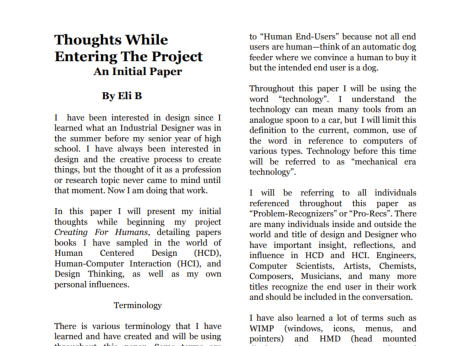 Thoughts While
Entering The Project
An Initial Paper
By Eli B
I have been interested in design since I
learned what an Industrial Designer was in
the summer before my senior year of high
school. I have always been interested in
design and the creative process to create
things, but the thought of it as a profession
or research topic never came to mind until
that moment. Now I am doing that work.
In this paper I will present my initial
thoughts while beginning my project
Creating For Humans, detailing papers
books I have sampled in the world of
Human Centered Design (HCD),
Human-Computer Interaction (HCI), and
Design Thinking, as well as my own
personal influences.
Terminology
There is various terminology that I have
learned and have created and will be using
to “Human End-Users” because not all end
users are human—think of an automatic dog
feeder where we convince a human to buy it
but the intended end user is a dog.
Throughout this paper I will be using the
word “technology”. I understand the
technology can mean many tools from an
analogue spoon to a car, but I will limit this
definition to the current, common, use of
the word in reference to computers of
various types. Technology before this time
will be referred to as “mechanical era
technology”.
I will be referring to all individuals
referenced throughout this paper as
“Problem-Recognizers” or “Pro-Recs”. There
are many individuals inside and outside the
world and title of design and Designer who
have important insight, reflections, and
influence in HCD and HCI. Engineers,
Computer Scientists, Artists, Chemists,
Composers, Musicians, and many more
titles recognize the end user in their work
and should be included in the conversation.
I have also learned a lot of terms such as
WIMP (windows, icons, menus, and
pointers) and HMD (head mounted